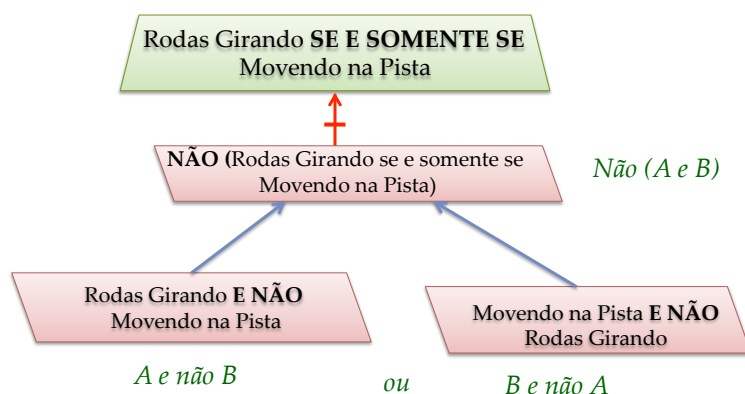 Rodas Girando SE E SOMENTE SE
Movendo na Pista
NÃO (Rodas Girando se e somente se
Movendo na Pista)
Não (A e B)
Rodas Girando E NÃO
Movendo na Pista
Movendo na Pista E NÃO
Rodas Girando
A e não B
ou
B e não A